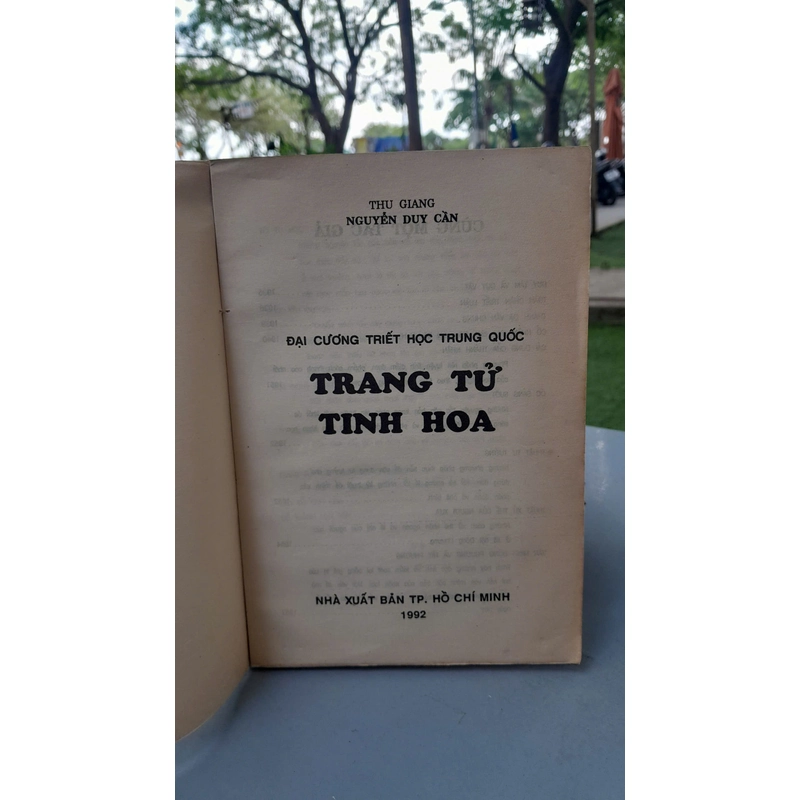 THU GIANG
NGUYỄN DUY CẦN
ĐẠI CƯƠNG TRIẾT HỌC TRUNG QUỐC
TRANG TỬ
TINH HOA
NHÀ XUẤT BẢN TP. HỒ CHÍ MINH
1992